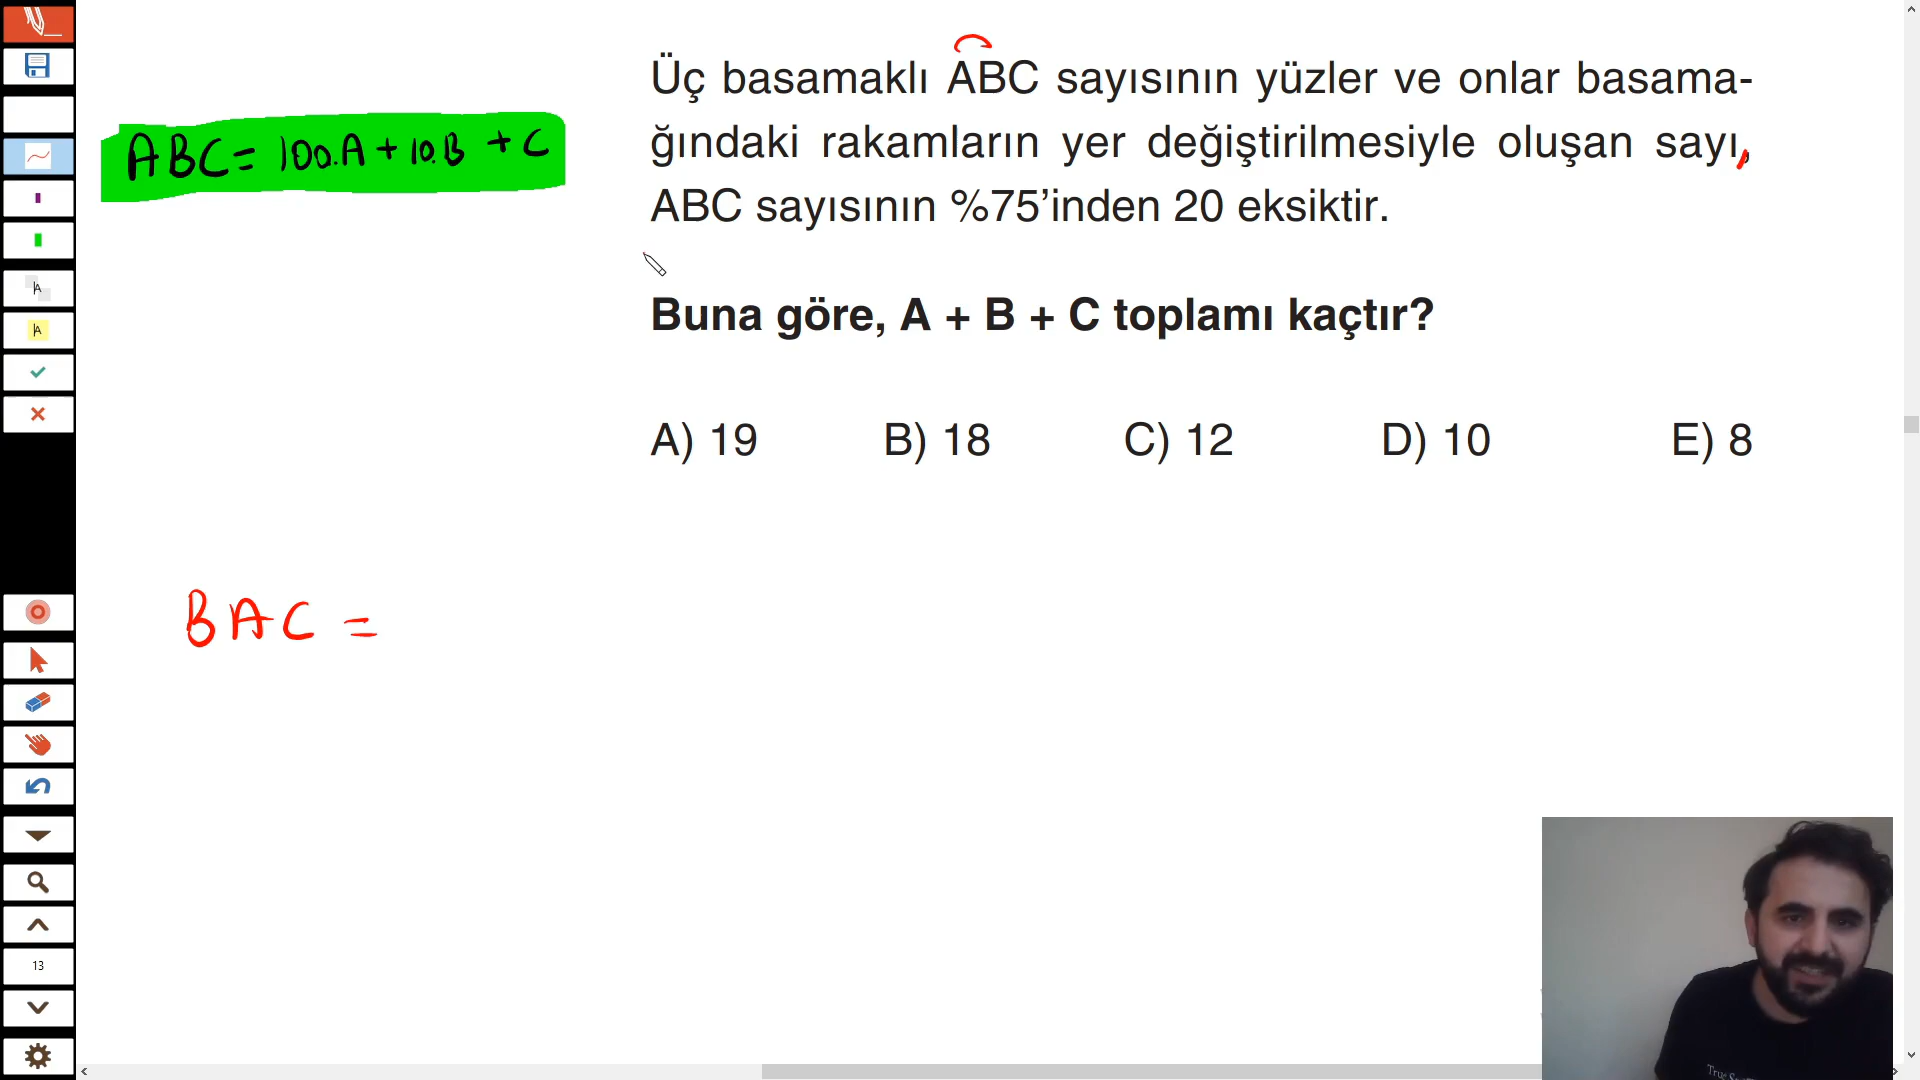 Üç basamaklı ABC sayısının yüzler ve onlar basama-
ğındaki rakamların yer değiştirilmesiyle oluşan sayı,
ABC sayısının %75’inden 20 eksiktir.
ABC = 100.A + 10.B + C
Buna göre, A + B + C toplamı kaçtır?
A) 19 B) 18 C) 12 D) 10 E) 8
BAC =
A
A
13